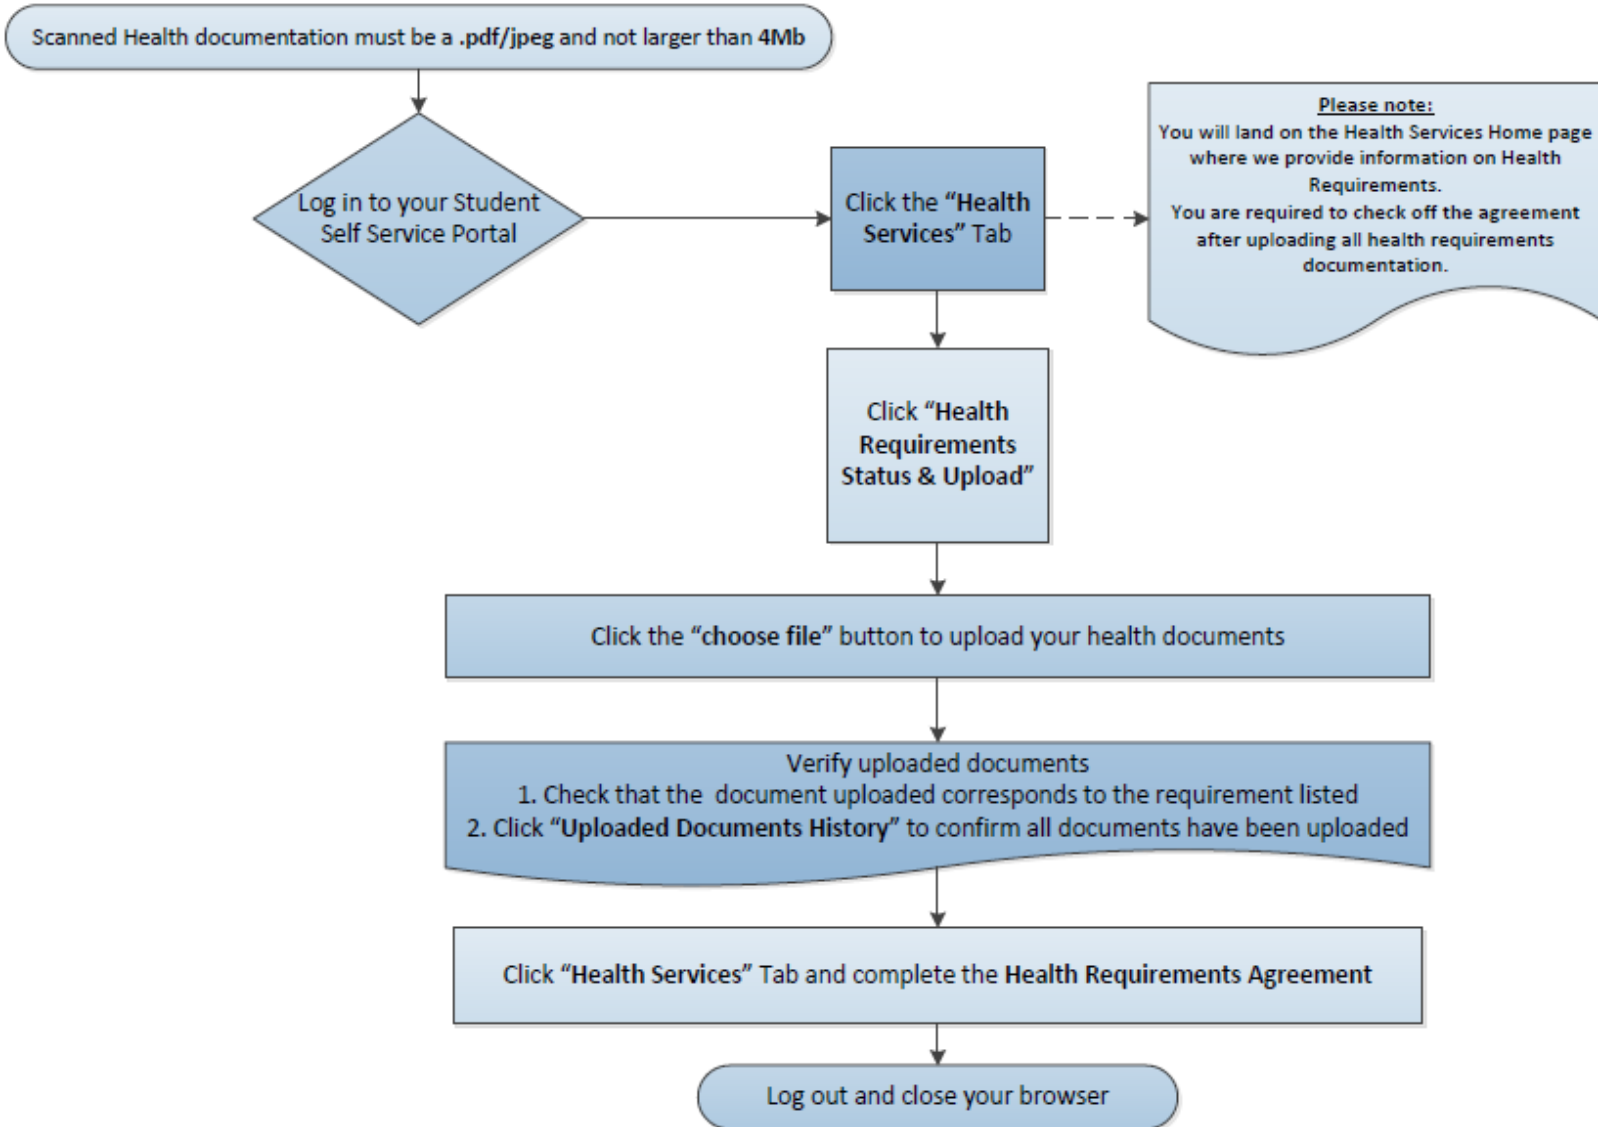 Scanned Health documentation must be a .pdf/jpeg and not larger than 4Mb
Log in to your Student
Self Service Portal
Click the “Health
Services” Tab
Please note:
You will land on the Health Services Home page
where we provide information on Health
Requirements.
You are required to check off the agreement
after uploading all health requirements
documentation.
Click “Health
Requirements
Status & Upload”
Click the “choose file” button to upload your health documents
Verify uploaded documents
1. Check that the document uploaded corresponds to the requirement listed
2. Click “Uploaded Documents History” to confirm all documents have been uploaded
Click “Health Services” Tab and complete the Health Requirements Agreement
Log out and close your browser